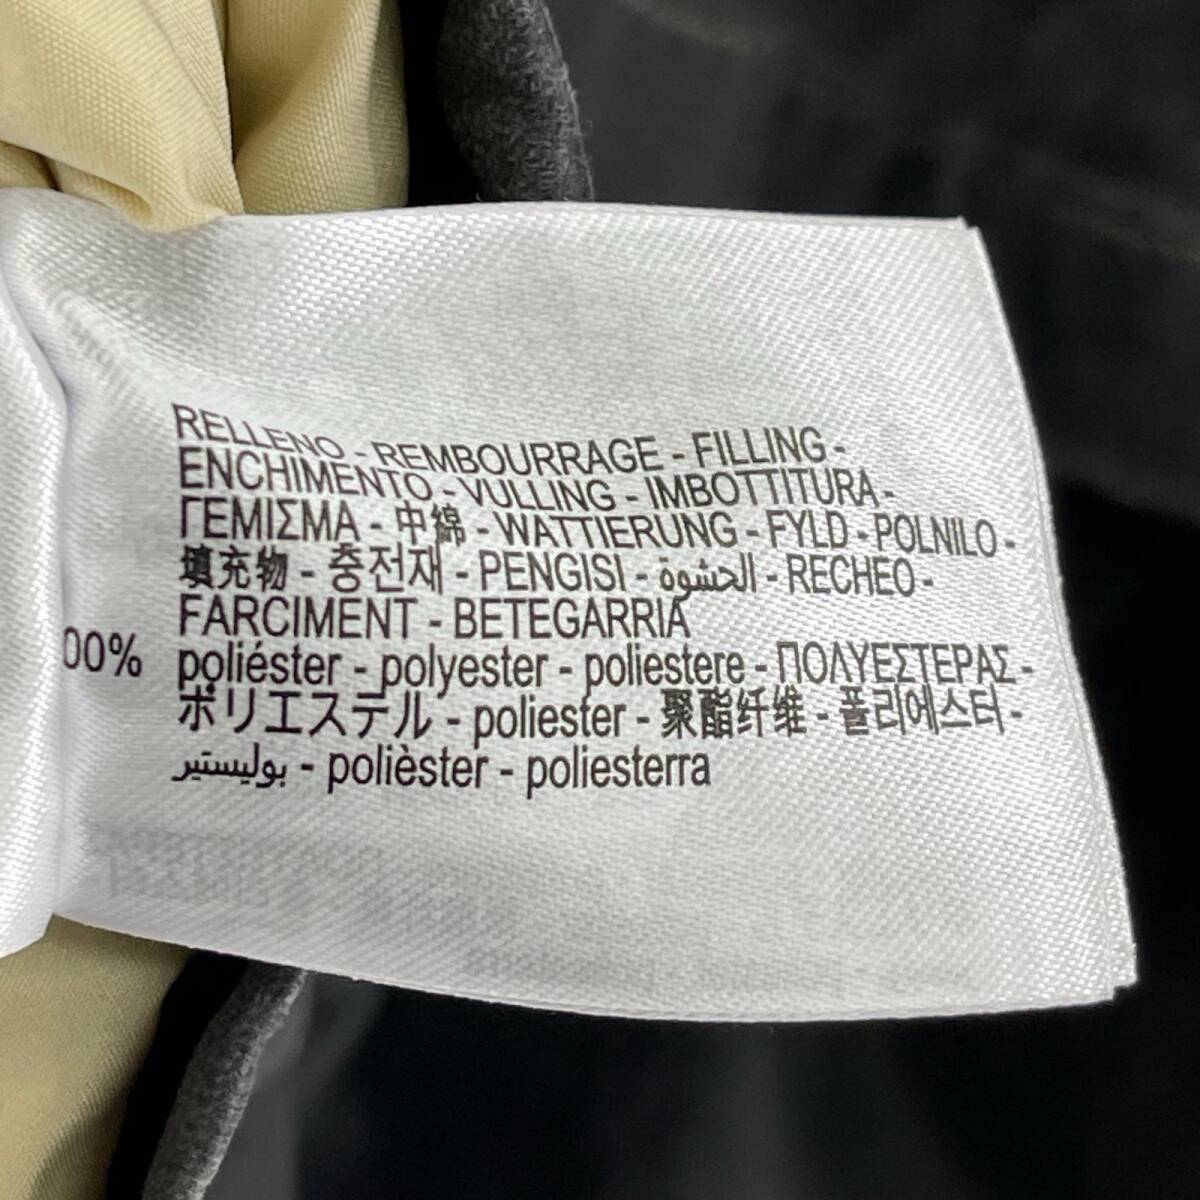 RELLENO - REMBOURRAGE - FILLING -
ENCHIMENTO - VULLING - IMBOTTITURA -
ΓΕΜΙΣΜΑ - 中綿 - WATTIERUNG - FYLD - POLNILO -
填充物 - 충전재 - PENGISI - الحشوة - RECHEO -
FARCIMENT - BETEGARRIA
00% poliéster - polyester - poliestere - ΠΟΛΥΕΣΤΕΡΑΣ -
ポリエステル - poliester - 聚酯纤维 - 폴리에스터 -
بوليستير - polièster - poliesterra